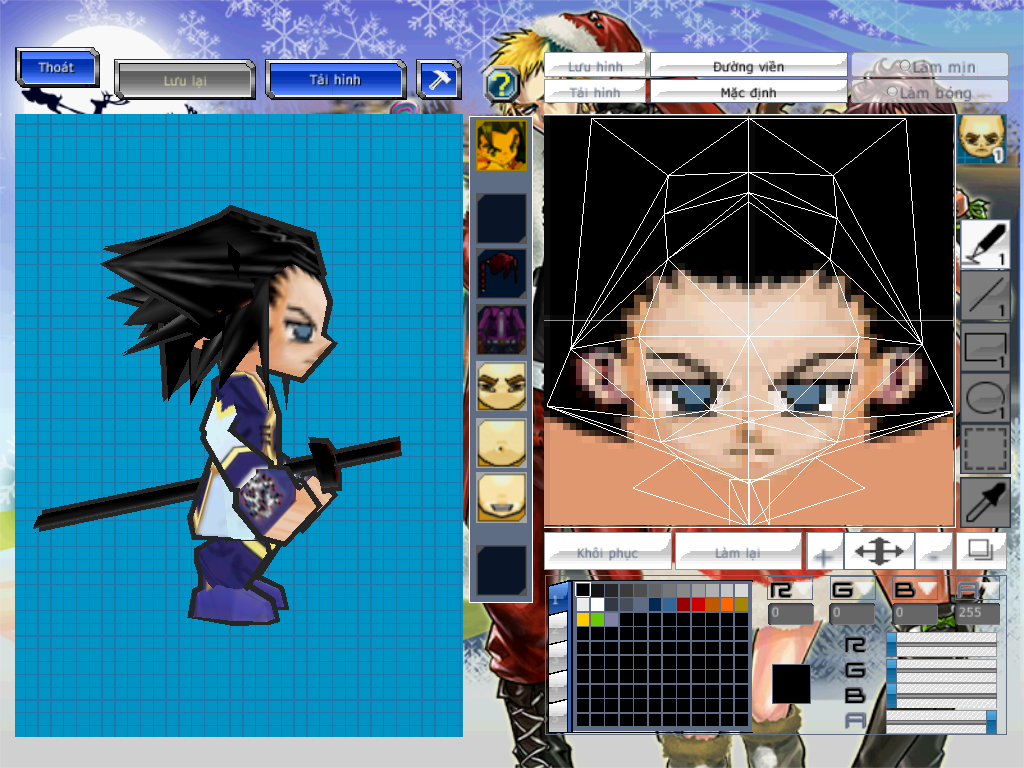 Thoát
Lưu lại
Tải hình
?
Lưu hình
Đường viền
Làm mịn
Tải hình
Mặc định
Làm bóng
1
1
1
1
1
Khôi phục
Làm lại
+
-
1
R
G
B
A
0
0
0
255
R
G
B
A